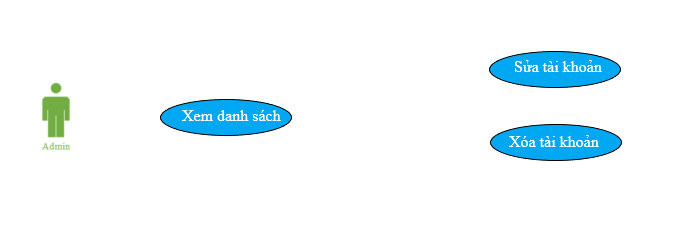 Sửa tài khoản
Xem danh sách
Xóa tài khoản
Admin